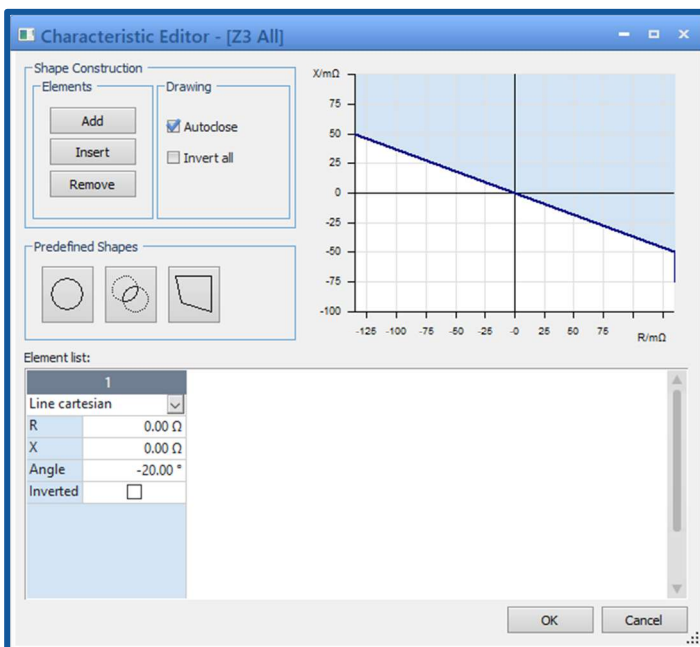 Characteristic Editor - [Z3 All]
Shape Construction
Elements
Add
Insert
Remove
Drawing
Autoclose
Invert all
Predefined Shapes
X/mΩ
75
50
25
0
-25
-50
-75
-100
-125 -100 -75 -50 -25 -0 25 50 75
R/mΩ
Element list:
1
Line cartesian
R 0.00 Ω
X 0.00 Ω
Angle -20.00 °
Inverted
OK Cancel